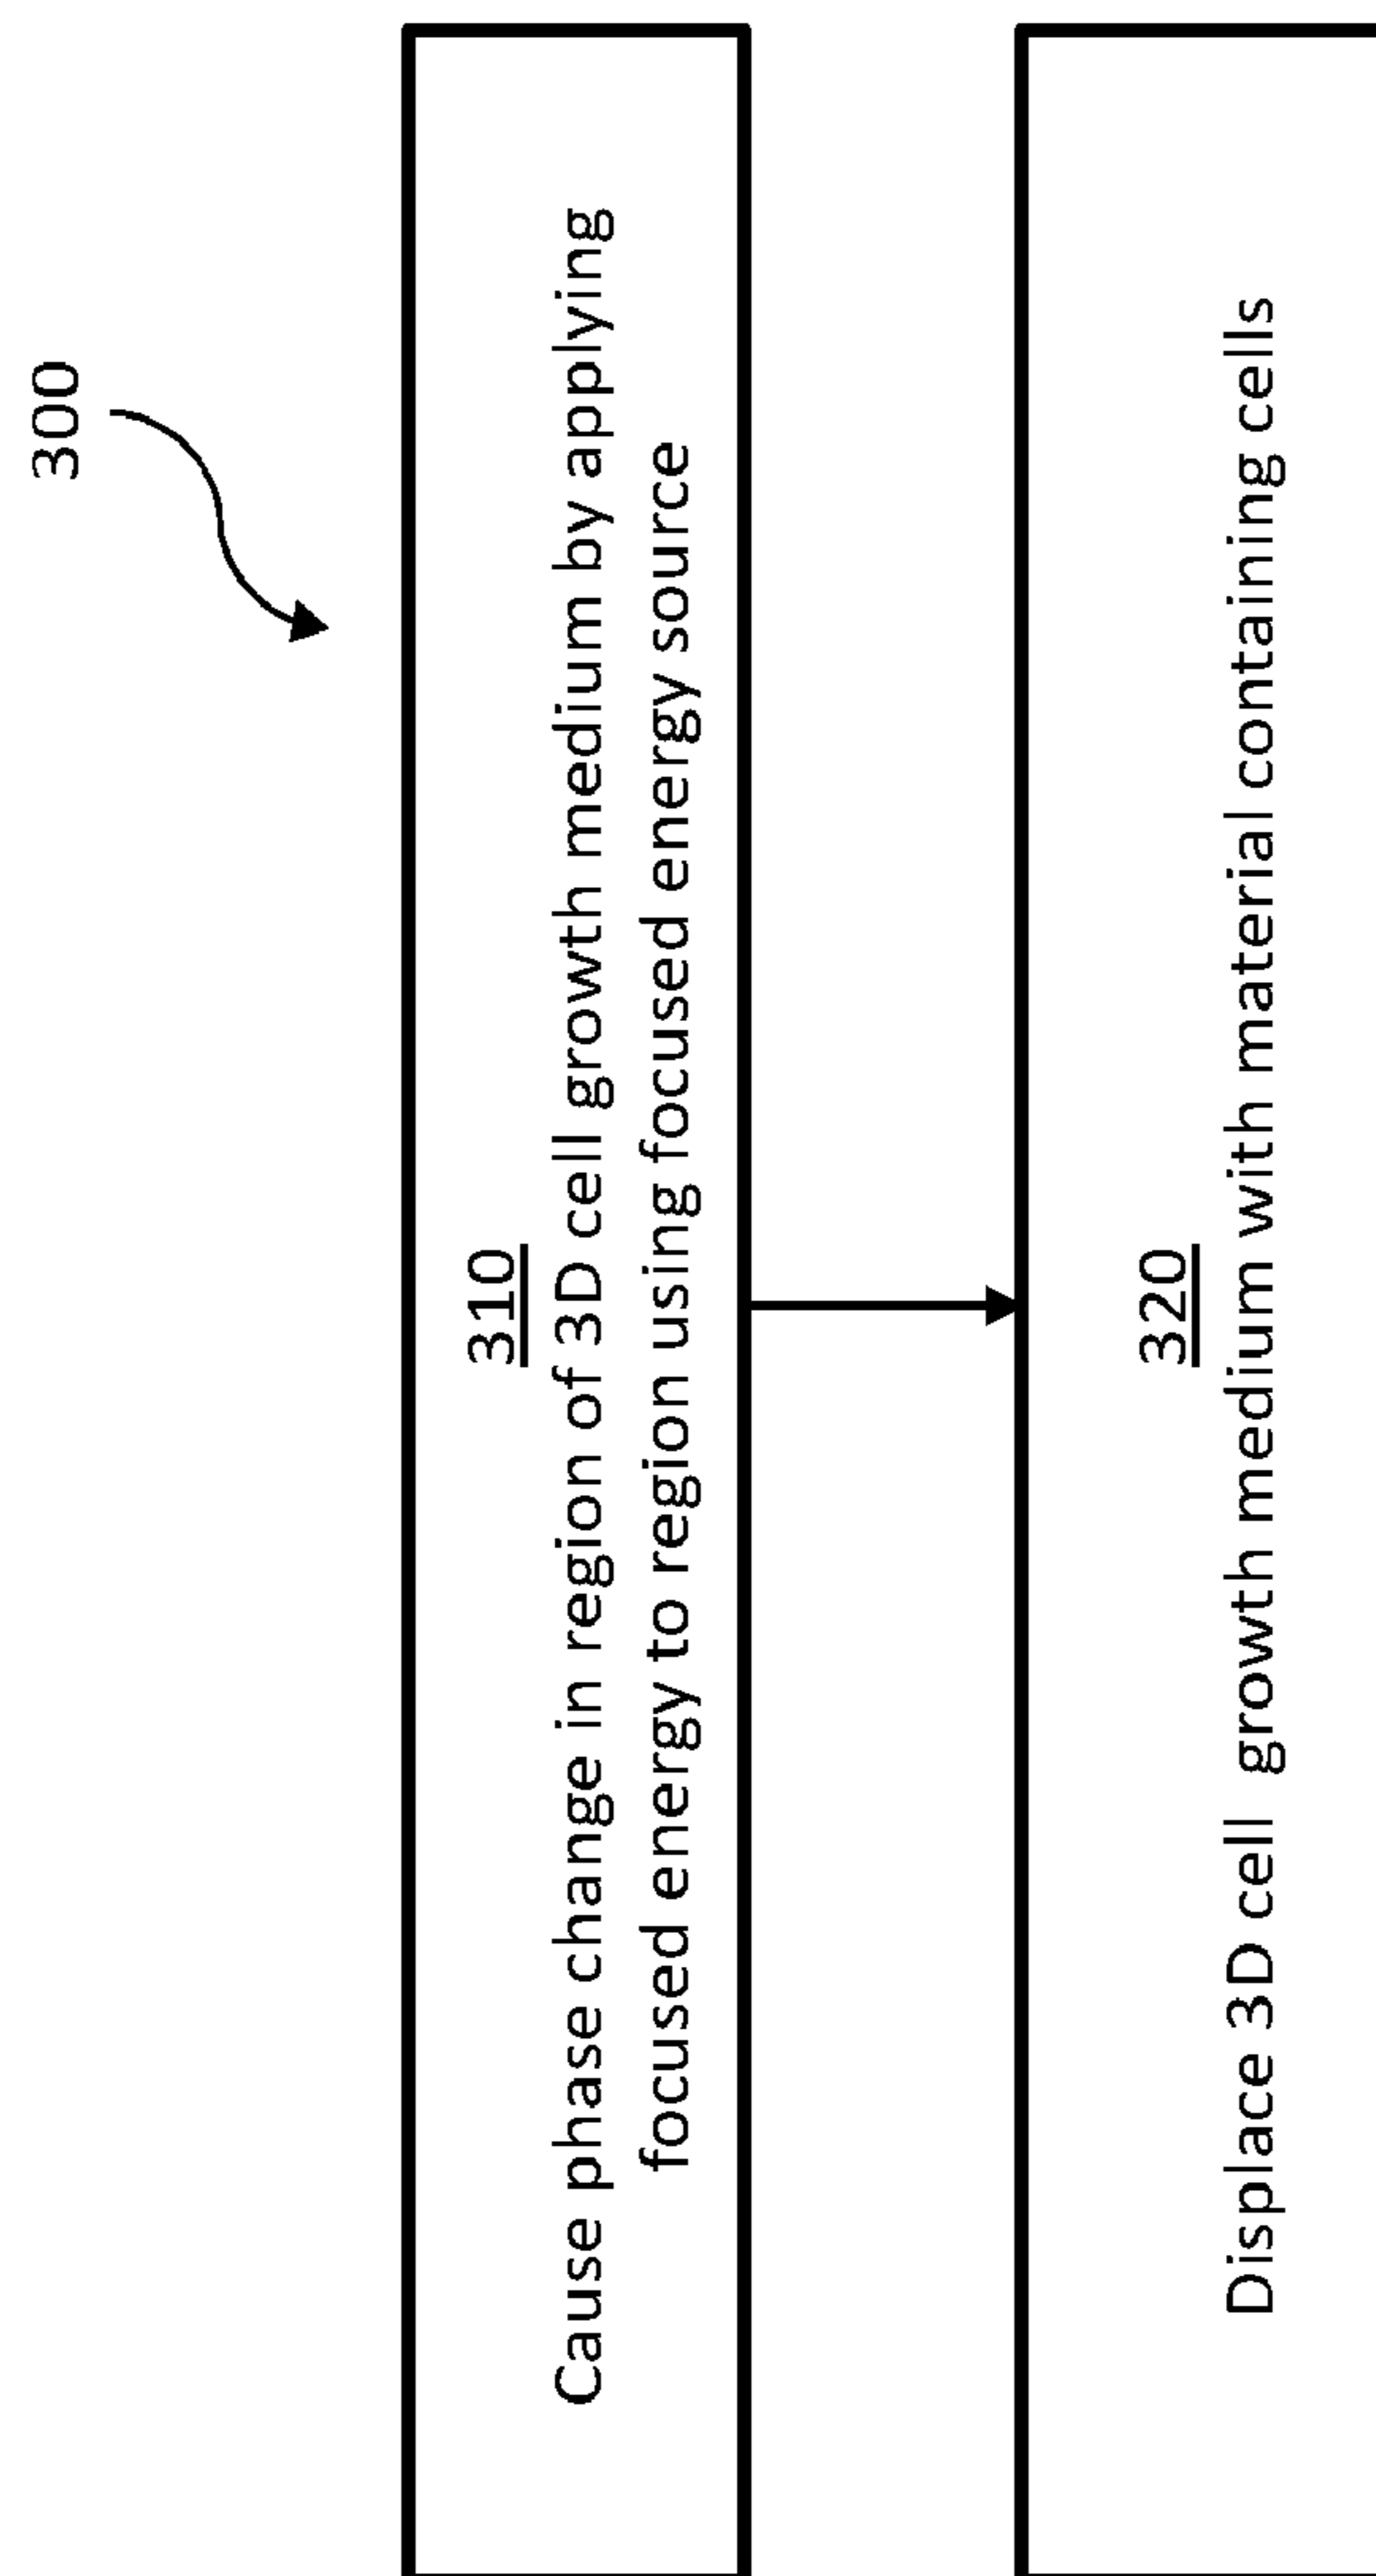 300
310
Cause phase change in region of 3D cell growth medium by applying
focused energy to region using focused energy source
320
Displace 3D cell growth medium with material containing cells